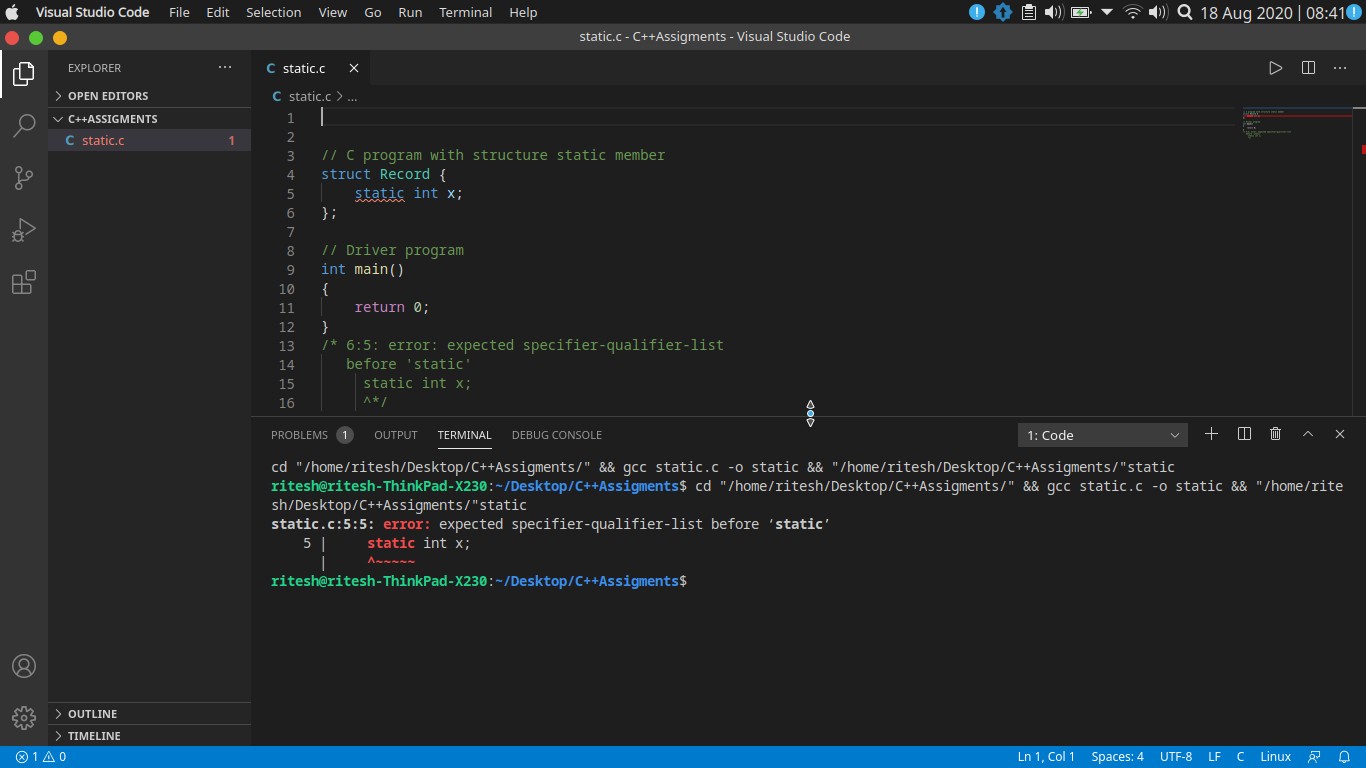 Visual Studio Code File Edit Selection View Go Run Terminal Help 18 Aug 2020 | 08:41
static.c - C++Assigments - Visual Studio Code
EXPLORER ···
OPEN EDITORS
C++ASSIGMENTS
C static.c 1
OUTLINE
TIMELINE
C static.c ×
C static.c > ...
1
2
3 // C program with structure static member
4 struct Record {
5     static int x;
6 };
7
8 // Driver program
9 int main()
10 {
11     return 0;
12 }
13 /* 6:5: error: expected specifier-qualifier-list
14    before 'static'
15      static int x;
16      ^*/
PROBLEMS 1 OUTPUT TERMINAL DEBUG CONSOLE 1: Code
cd "/home/ritesh/Desktop/C++Assigments/" && gcc static.c -o static && "/home/ritesh/Desktop/C++Assigments/"static
ritesh@ritesh-ThinkPad-X230:~/Desktop/C++Assigments$ cd "/home/ritesh/Desktop/C++Assigments/" && gcc static.c -o static && "/home/rite
sh/Desktop/C++Assigments/"static
static.c:5:5: error: expected specifier-qualifier-list before ‘static’
    5 |     static int x;
      |     ^~~~~~
ritesh@ritesh-ThinkPad-X230:~/Desktop/C++Assigments$
1 0 Ln 1, Col 1 Spaces: 4 UTF-8 LF C Linux